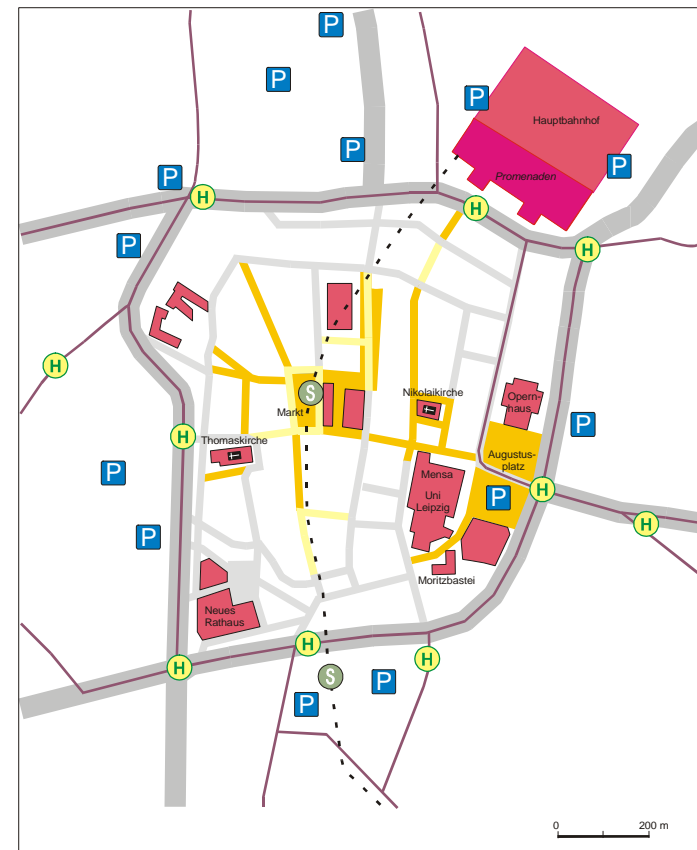 P
P
P
Hauptbahnhof
P
P
Promenaden
P
H
H
P
H
H
S
Markt
Nikolaikirche
Opern-
haus
P
H
Thomaskirche
Augustus-
platz
P
Mensa
Uni
Leipzig
P
H
H
P
Moritzbastei
Neues
Rathaus
H
H
H
S
P
P
0
200 m